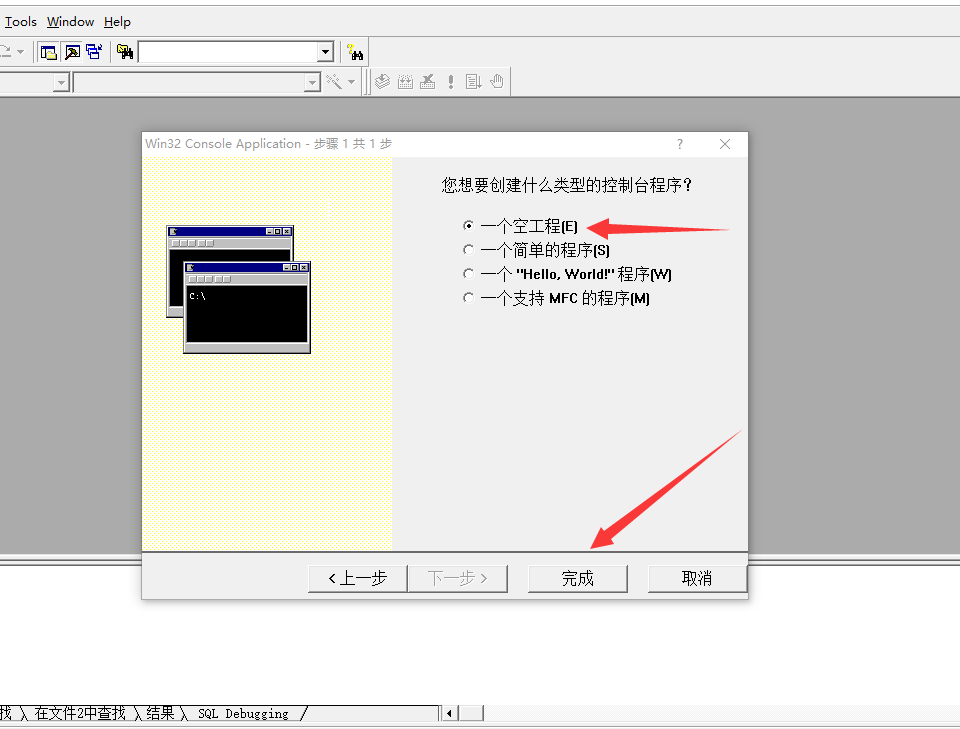 Tools Window Help
Win32 Console Application - 步骤 1 共 1 步
您想要创建什么类型的控制台程序?
一个空工程(E)
一个简单的程序(S)
一个 "Hello, World!" 程序(W)
一个支持 MFC 的程序(M)
C:\
< 上一步 下一步 > 完成 取消
找 在文件2中查找 结果 SQL Debugging